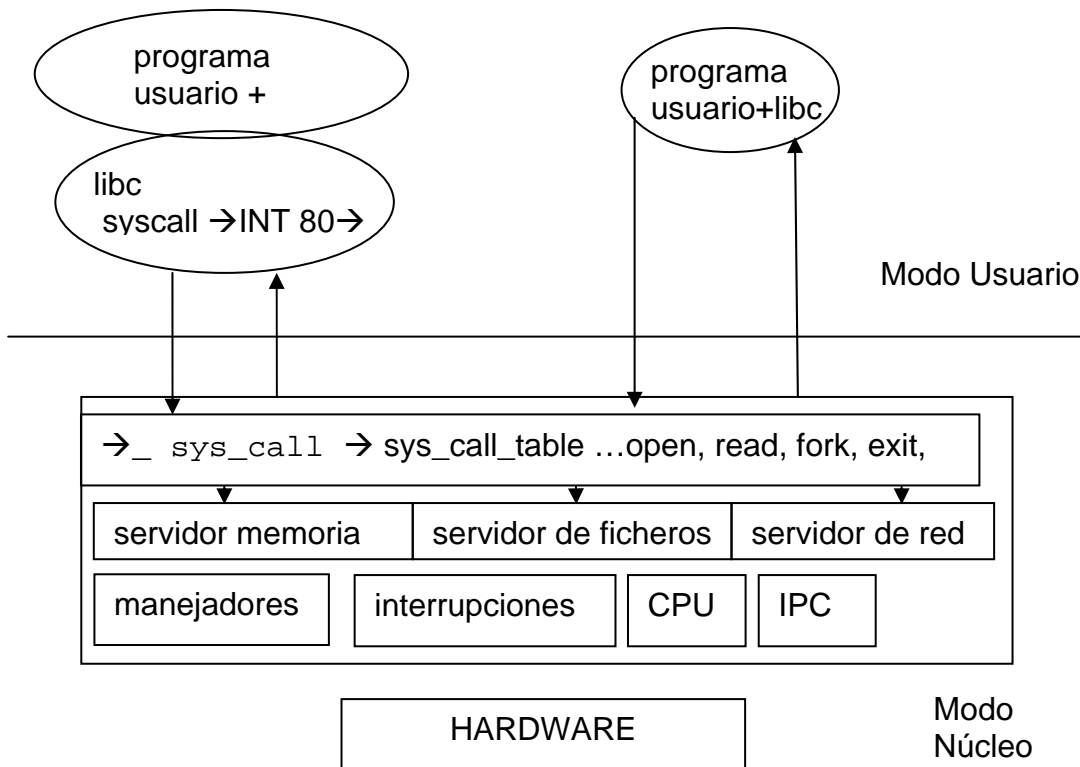 programa
usuario +
programa
usuario+libc
libc
syscall →INT 80→
Modo Usuario
→_ sys_call → sys_call_table …open, read, fork, exit,
servidor memoria
servidor de ficheros
servidor de red
manejadores
interrupciones
CPU
IPC
HARDWARE
Modo
Núcleo